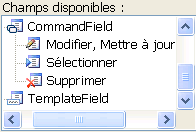 Champs disponibles :
CommandField
Modifier, Mettre à jour
Sélectionner
Supprimer
TemplateField